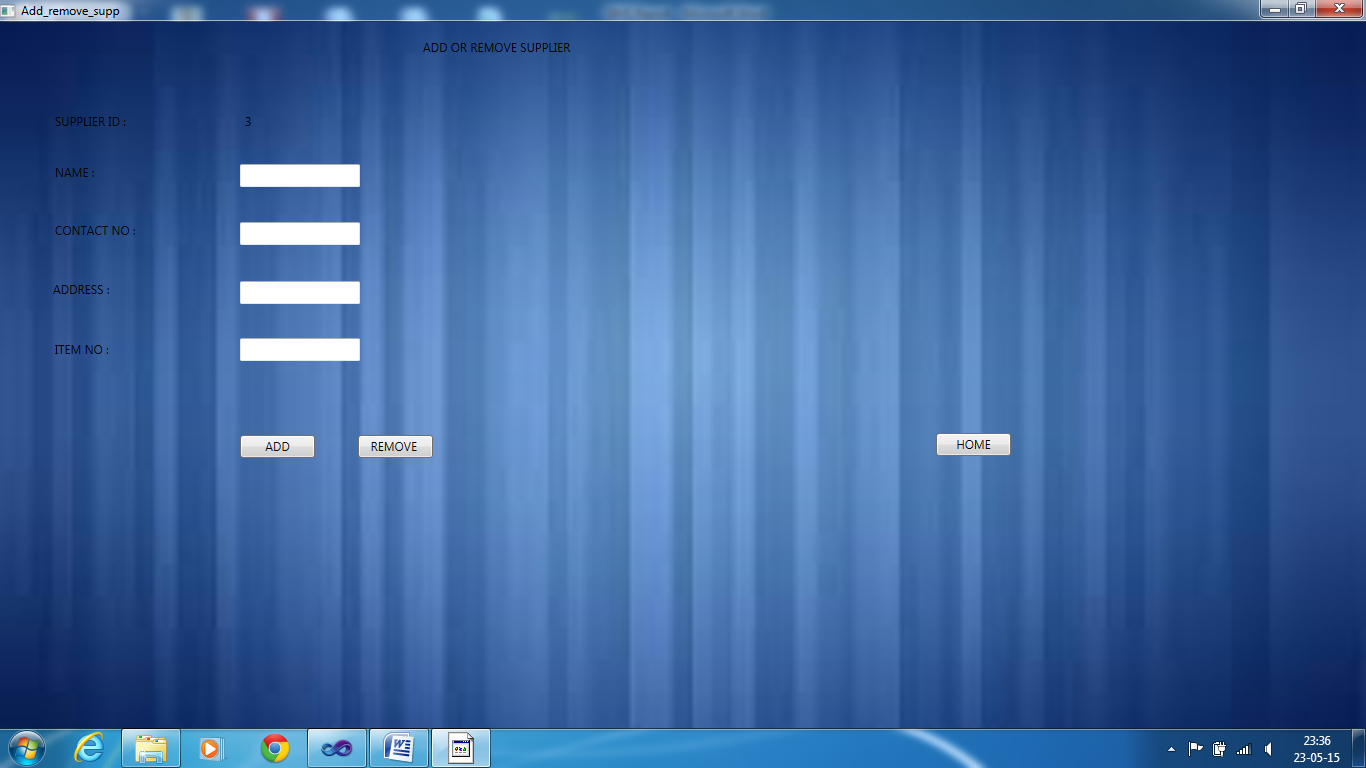 Add_remove_supp
ADD OR REMOVE SUPPLIER
SUPPLIER ID : 3
NAME :
CONTACT NO :
ADDRESS :
ITEM NO :
ADD REMOVE HOME
23:36
23-05-15